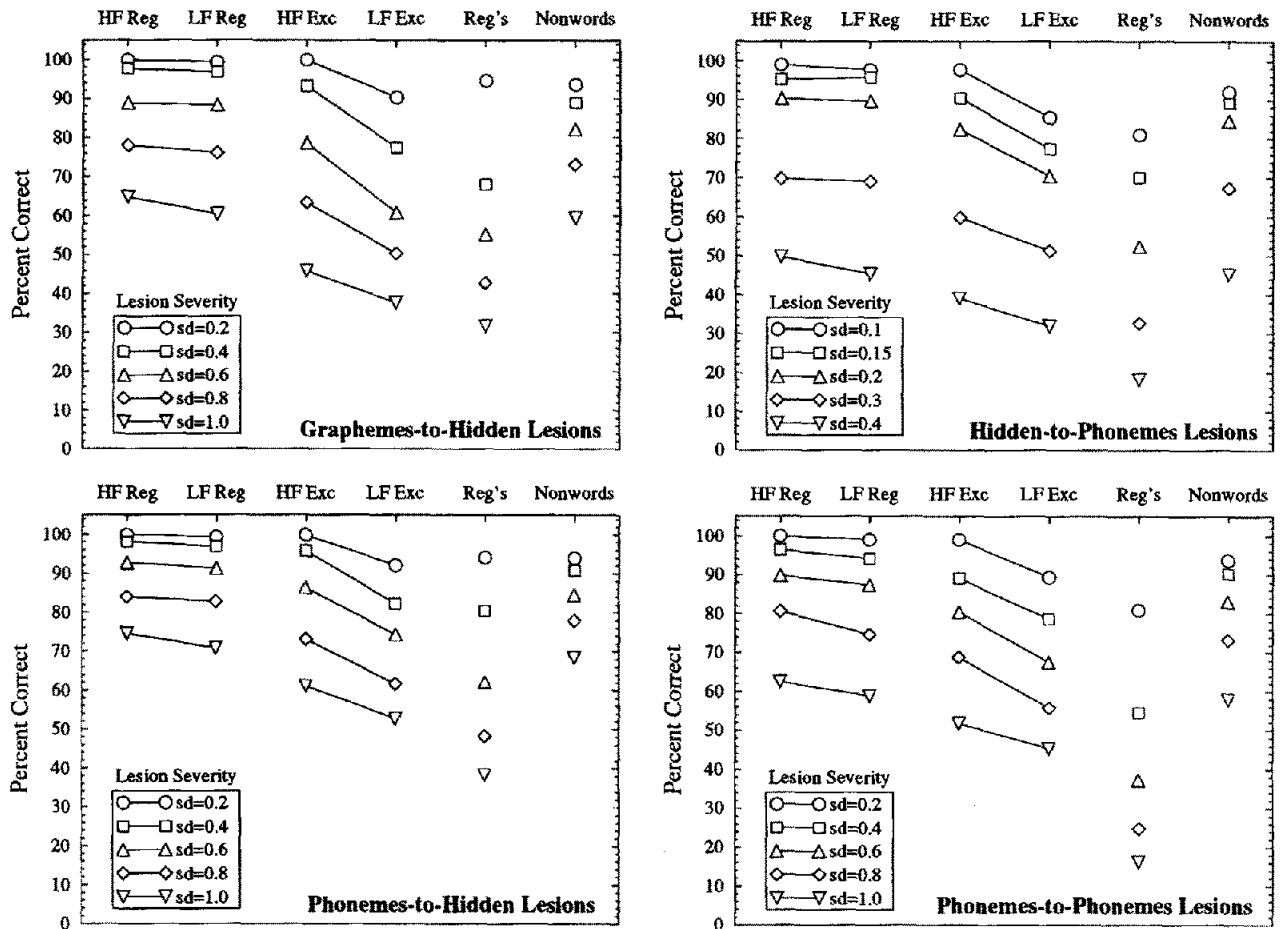 HF Reg LF Reg HF Exc LF Exc Reg's Nonwords
100
90
80
70
60
50
40
30
20
10
0
Percent Correct
Lesion Severity
sd=0.2
sd=0.4
sd=0.6
sd=0.8
sd=1.0
Graphemes-to-Hidden Lesions
HF Reg LF Reg HF Exc LF Exc Reg's Nonwords
100
90
80
70
60
50
40
30
20
10
0
Percent Correct
Lesion Severity
sd=0.1
sd=0.15
sd=0.2
sd=0.3
sd=0.4
Hidden-to-Phonemes Lesions
HF Reg LF Reg HF Exc LF Exc Reg's Nonwords
100
90
80
70
60
50
40
30
20
10
0
Percent Correct
Lesion Severity
sd=0.2
sd=0.4
sd=0.6
sd=0.8
sd=1.0
Phonemes-to-Hidden Lesions
HF Reg LF Reg HF Exc LF Exc Reg's Nonwords
100
90
80
70
60
50
40
30
20
10
0
Percent Correct
Lesion Severity
sd=0.2
sd=0.4
sd=0.6
sd=0.8
sd=1.0
Phonemes-to-Phonemes Lesions